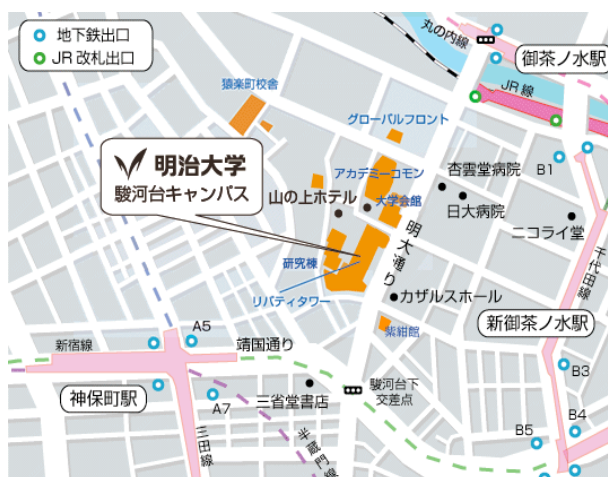 地下鉄出口
JR改札出口
丸の内線
御茶ノ水駅
JR線
猿楽町校舎
グローバルフロント
明治大学
駿河台キャンパス
アカデミーコモン
杏雲堂病院
B1
山の上ホテル
大学会館
日大病院
ニコライ堂
明大通り
千代田線
研究棟
リバティタワー
カザルスホール
紫紺館
新御茶ノ水駅
A5
新宿線
靖国通り
神保町駅
A7
三省堂書店
駿河台下
交差点
B3
B4
B5
三田線
半蔵門線